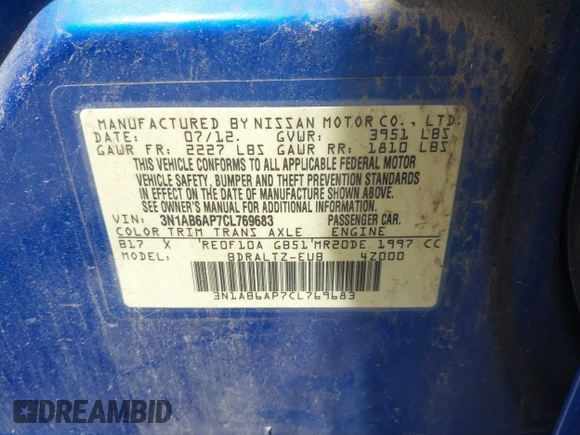 MANUFACTURED BY NISSAN MOTOR CO., LTD.
DATE: 07/12. GVWR: 3951 LBS
GAWR FR: 2227 LBS GAWR RR: 1810 LBS
THIS VEHICLE CONFORMS TO ALL APPLICABLE FEDERAL MOTOR
VEHICLE SAFETY, BUMPER AND THEFT PREVENTION STANDARDS
IN EFFECT ON THE DATE OF MANUFACTURE SHOWN ABOVE.
SEE OWNER'S MANUAL FOR ADDITIONAL INFORMATION.
VIN: 3N1AB6AP7CL769683 PASSENGER CAR.
COLOR TRIM TRANS AXLE ENGINE
B17 X RE0F10A GB51 MR20DE 1997 CC
MODEL: BDRALTZ-EUB 4Z000
3N1AB6AP7CL769683
DREAMBID